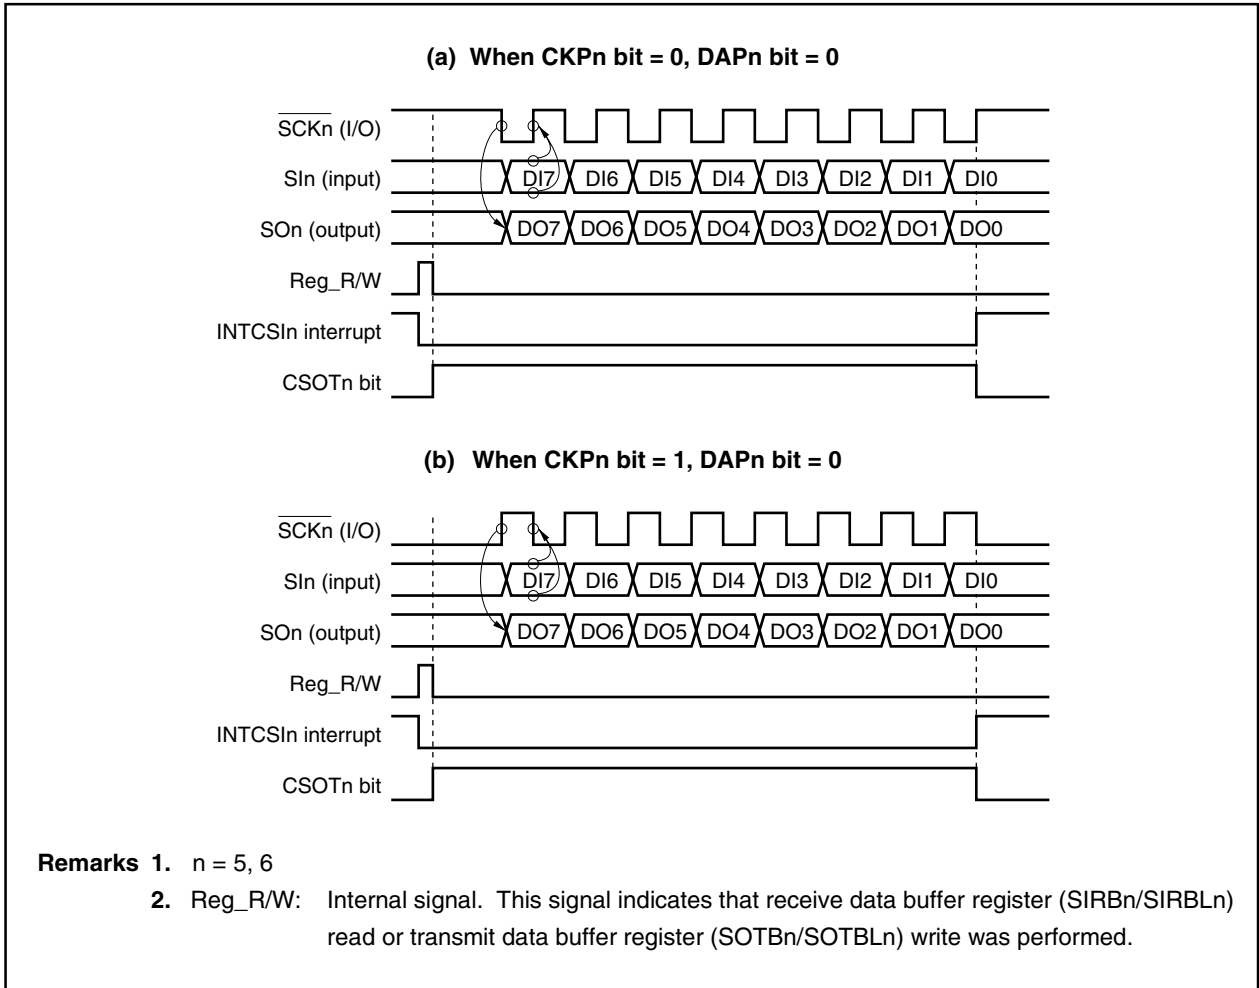 (a) When CKPn bit = 0, DAPn bit = 0
SCKn (I/O)
SIn (input) DI7 DI6 DI5 DI4 DI3 DI2 DI1 DI0
SOn (output) DO7 DO6 DO5 DO4 DO3 DO2 DO1 DO0
Reg_R/W
INTCSIn interrupt
CSOTn bit
(b) When CKPn bit = 1, DAPn bit = 0
SCKn (I/O)
SIn (input) DI7 DI6 DI5 DI4 DI3 DI2 DI1 DI0
SOn (output) DO7 DO6 DO5 DO4 DO3 DO2 DO1 DO0
Reg_R/W
INTCSIn interrupt
CSOTn bit
Remarks 1. n = 5, 6
2. Reg_R/W: Internal signal. This signal indicates that receive data buffer register (SIRBn/SIRBLn)
read or transmit data buffer register (SOTBn/SOTBLn) write was performed.